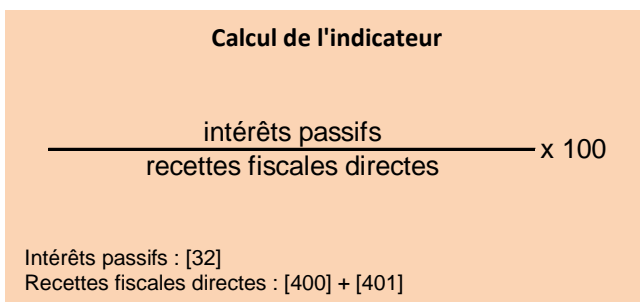 Calcul de l'indicateur
intérêts passifs
recettes fiscales directes
x 100
Intérêts passifs : [32]
Recettes fiscales directes : [400] + [401]